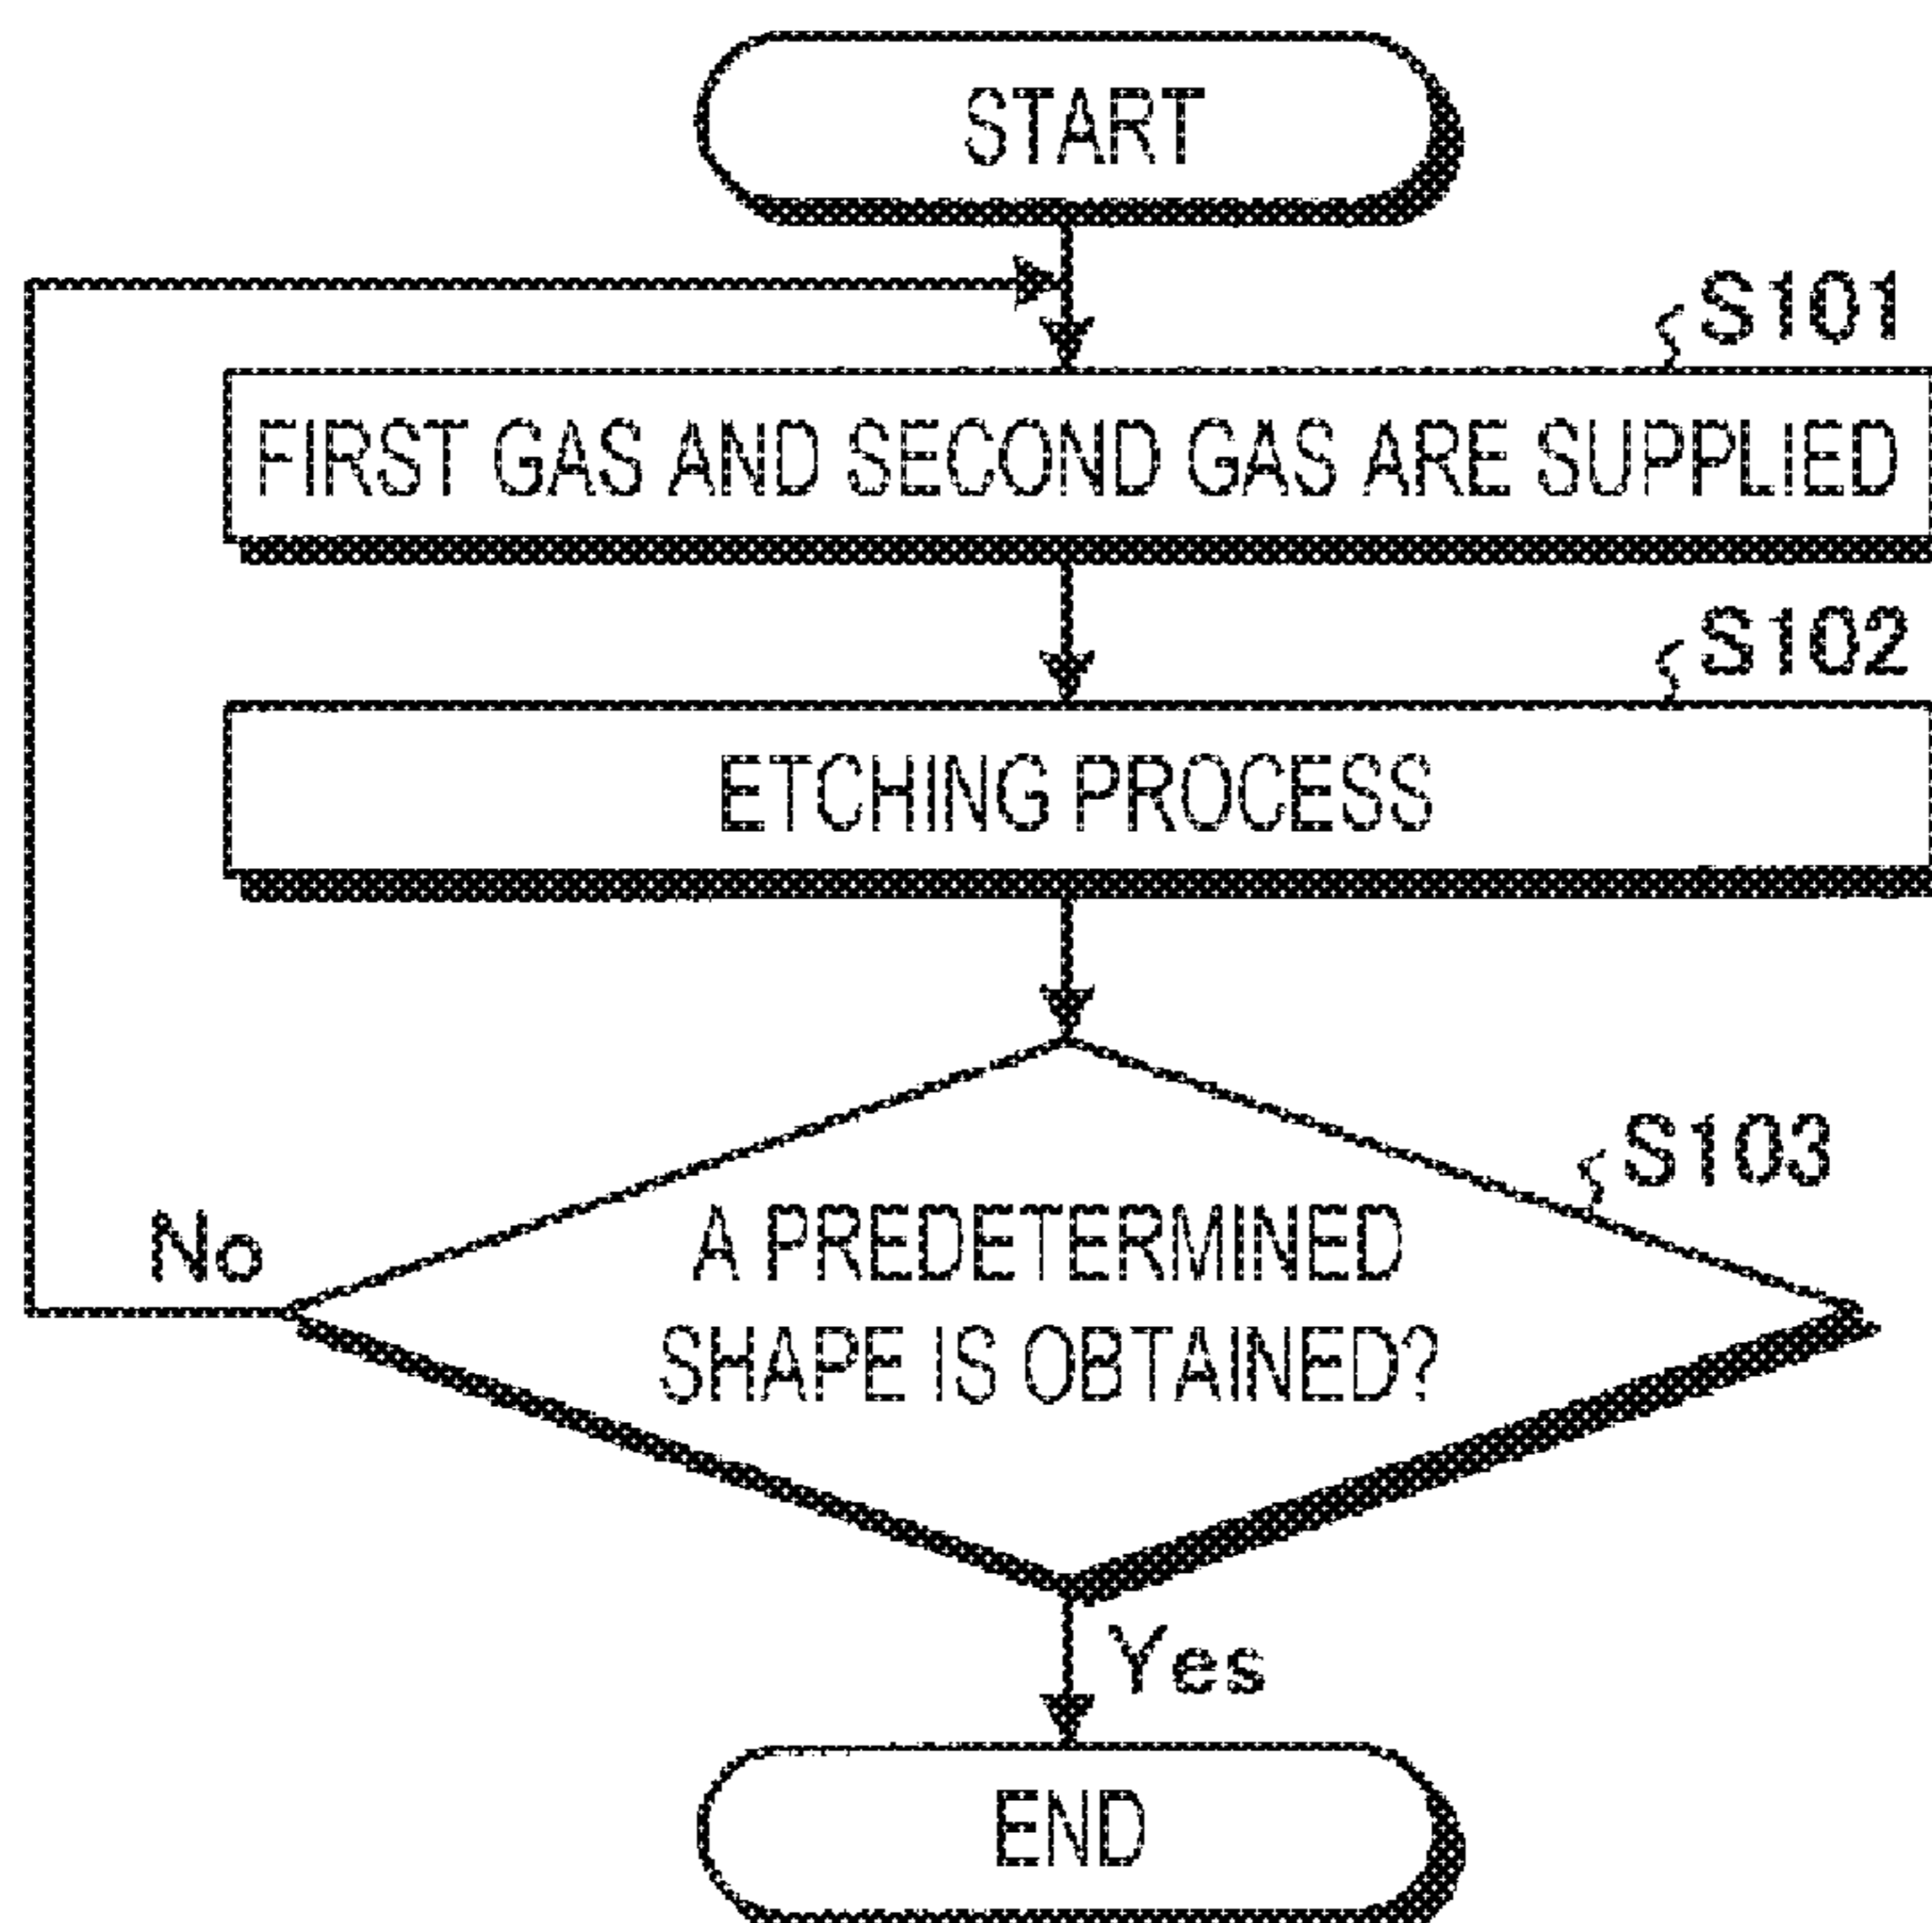 START
S101
FIRST GAS AND SECOND GAS ARE SUPPLIED
S102
ETCHING PROCESS
S103
No
A PREDETERMINED
SHAPE IS OBTAINED?
Yes
END